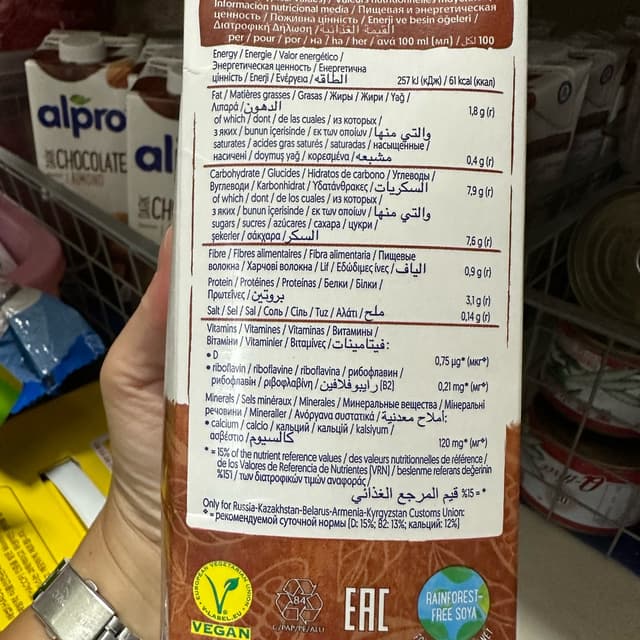 Información nutricional media / Пищевая и энергетическая
ценность / Поживна цінність / Enerji ve besin öğeleri /
Διατροφική Δήλωση / القيمة الغذائية
per / pour / por / на / на / her / ανά 100 ml (мл) / لكل 100
Energy / Énergie / Valor energético /
Энергетическая ценность / Енергетична
цінність / Enerji / Ενέργεια / الطاقة 257 kJ (кДж) / 61 kcal (ккал)
Fat / Matières grasses / Grasas / Жиры / Жири / Yağ /
Λιπαρά / الدهون 1,8 g (г)
of which / dont / de las cuales / из которых /
з яких / bunun içerisinde / εκ των οποίων / والتي منها
saturates / acides gras saturés / saturadas / насыщенные /
насичені / doymuş yağ / κορεσμένα / مشبعه 0,4 g (г)
Carbohydrate / Glucides / Hidratos de carbono / Углеводы /
Вуглеводи / Karbonhidrat / Υδατάνθρακες / السكريات 7,9 g (г)
of which / dont / de las cuales / из которых /
з яких / bunun içerisinde / εκ των οποίων / والتي منها
sugars / sucres / azúcares / сахара / цукри /
şekerler / σάκχαρα / السكر 7,6 g (г)
Fibre / Fibres alimentaires / Fibra alimentaria / Пищевые
волокна / Харчові волокна / Lif / Εδώδιμες ίνες / الياف 0,9 g (г)
Protein / Protéines / Proteínas / Белки / Білки /
Πρωτεΐνες / بروتين 3,1 g (г)
Salt / Sel / Sal / Соль / Сіль / Tuz / Αλάτι / ملح 0,14 g (г)
Vitamins / Vitamines / Vitaminas / Витамины /
Вітаміни / Vitaminler / Βιταμίνες / فيتامينات:
• D 0,75 µg* (мкг*)
• riboflavin / riboflavine / riboflavina / рибофлавин /
рибофлавін / ριβοφλαβίνη / رايبوفلافين (B2) 0,21 mg* (мг*)
Minerals / Sels minéraux / Minerales / Минеральные вещества / Мінеральні
речовини / Mineraller / Ανόργανα συστατικά / أملاح معدنية:
• calcium / calcio / кальций / кальцій / kalsiyum /
ασβέστιο / كالسيوم 120 mg* (мг*)
* = 15% of the nutrient reference values / des valeurs nutritionnelles de référence /
de los Valores de Referencia de Nutrientes (VRN) / beslenme referans değerinin
%15'i / των διατροφικών τιμών αναφοράς /
*= 15% قيم المرجع الغذائي
Only for Russia-Kazakhstan-Belarus-Armenia-Kyrgyzstan Customs Union:
* = рекомендуемой суточной нормы (D: 15%; B2: 13%; кальций: 12%)
EUROPEAN VEGETARIAN UNION
V-LABEL.EU
VEGAN
84
C/PAP/PE/ALU
EAC
RAINFOREST-
FREE SOYA
alpro
CHOCOLATE
al
CH